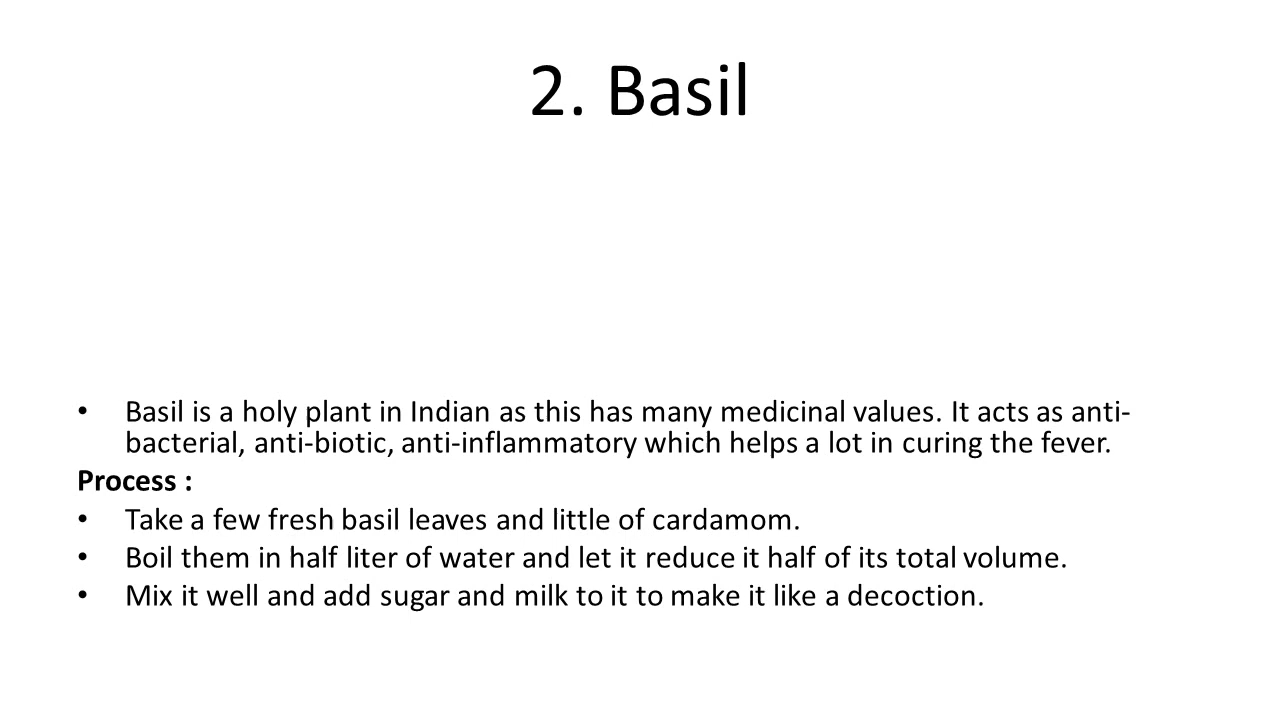 2. Basil
• Basil is a holy plant in Indian as this has many medicinal values. It acts as anti-
bacterial, anti-biotic, anti-inflammatory which helps a lot in curing the fever.
Process :
• Take a few fresh basil leaves and little of cardamom.
• Boil them in half liter of water and let it reduce it half of its total volume.
• Mix it well and add sugar and milk to it to make it like a decoction.